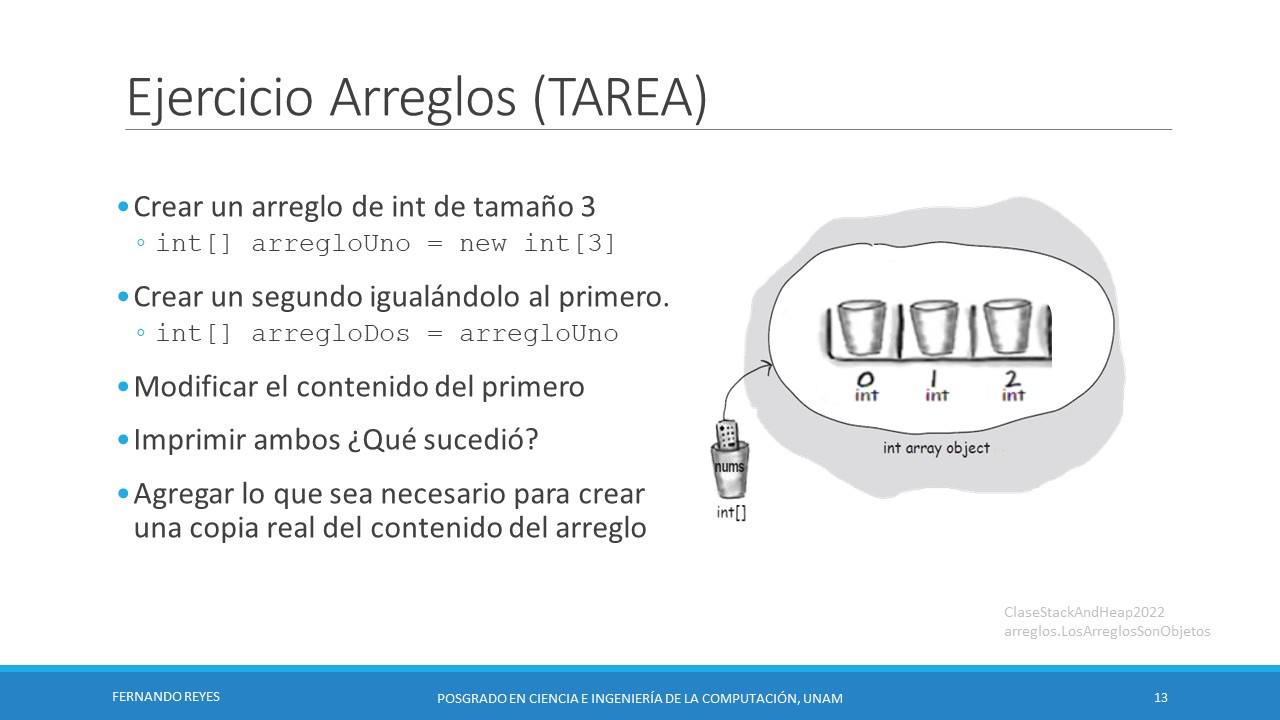 Ejercicio Arreglos (TAREA)
•Crear un arreglo de int de tamaño 3
◦ int[] arregloUno = new int[3]
•Crear un segundo igualándolo al primero.
◦ int[] arregloDos = arregloUno
•Modificar el contenido del primero
•Imprimir ambos ¿Qué sucedió?
•Agregar lo que sea necesario para crear
una copia real del contenido del arreglo
0 1 2
int int int
int array object
nums
int[]
ClaseStackAndHeap2022
arreglos.LosArreglosSonObjetos
FERNANDO REYES
POSGRADO EN CIENCIA E INGENIERÍA DE LA COMPUTACIÓN, UNAM
13